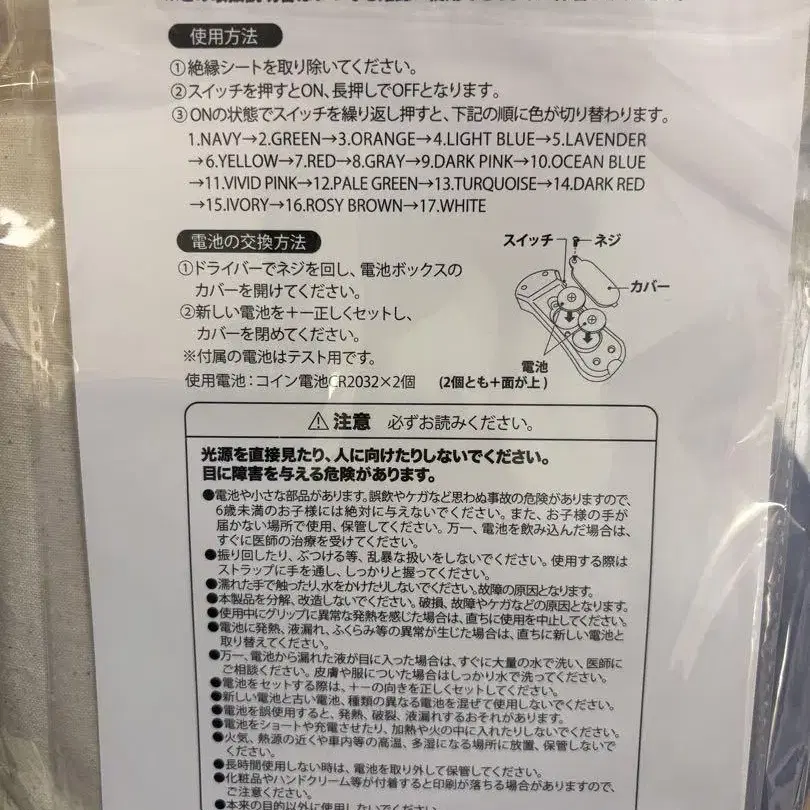 使用方法
①絶縁シートを取り除いてください。
②スイッチを押すとON、長押しでOFFとなります。
③ONの状態でスイッチを繰り返し押すと、下記の順に色が切り替わります。
1.NAVY→2.GREEN→3.ORANGE→4.LIGHT BLUE→5.LAVENDER
→6.YELLOW→7.RED→8.GRAY→9.DARK PINK→10.OCEAN BLUE
→11.VIVID PINK→12.PALE GREEN→13.TURQUOISE→14.DARK RED
→15.IVORY→16.ROSY BROWN→17.WHITE
電池の交換方法
①ドライバーでネジを回し、電池ボックスの
カバーを開けてください。
②新しい電池を+ー正しくセットし、
カバーを閉めてください。
※付属の電池はテスト用です。
使用電池：コイン電池CR2032×2個
(2個とも+面が上)
スイッチ
ネジ
カバー
電池
⚠注意 必ずお読みください。
光源を直接見たり、人に向けたりしないでください。
目に障害を与える危険があります。
●電池や小さな部品があります。誤飲やケガなど思わぬ事故の危険がありますので、
6歳未満のお子様には絶対に与えないでください。また、お子様の手が
届かない場所で使用、保管してください。万一、電池を飲み込んだ場合は、
すぐに医師の治療を受けてください。
●振り回したり、ぶつける等、乱暴な扱いをしないでください。使用する際は
ストラップに手を通し、しっかりと握ってください。
●濡れた手で触ったり、水をかけたりしないでください。故障の原因となります。
●本製品を分解、改造しないでください。破損、故障やケガなどの原因となります。
●使用中にグリップに異常な発熱を感じた場合は、直ちに使用を中止してください。
●電池に発熱、液漏れ、ふくらみ等の異常が生じた場合は、直ちに新しい電池と
取り替えてください。
●万一、電池から漏れた液が目に入った場合は、すぐに大量の水で洗い、医師に
ご相談ください。皮膚や服についた場合はしっかり水で洗ってください。
●電池をセットする際は、+ーの向きを正しくセットしてください。
●新しい電池と古い電池、種類の異なる電池を混ぜて使用しないでください。
●電池を誤使用すると、発熱、破裂、液漏れするおそれがあります。
●電池をショートや充電させたり、加熱や火の中に入れたりしないでください。
●火気、熱源の近くや車内等の高温、多湿になる場所に放置、保管しないで
ください。
●長時間使用しない時は、電池を取り外して保管してください。
●化粧品やハンドクリーム等が付着すると印刷が落ちる場合がありますので、
ご注意ください。
●本来の目的以外に使用しないでください。